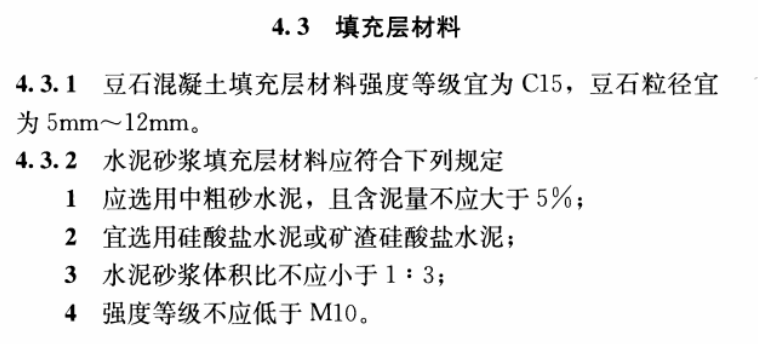 4.3 填充层材料
4.3.1 豆石混凝土填充层材料强度等级宜为 C15，豆石粒径宜
为 5mm～12mm。
4.3.2 水泥砂浆填充层材料应符合下列规定
1 应选用中粗砂水泥，且含泥量不应大于 5%；
2 宜选用硅酸盐水泥或矿渣硅酸盐水泥；
3 水泥砂浆体积比不应小于 1：3；
4 强度等级不应低于 M10。